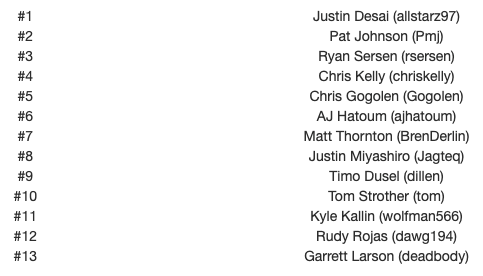 #1 Justin Desai (allstarz97)
#2 Pat Johnson (Pmj)
#3 Ryan Sersen (rsersen)
#4 Chris Kelly (chriskelly)
#5 Chris Gogolen (Gogolen)
#6 AJ Hatoum (ajhatoum)
#7 Matt Thornton (BrenDerlin)
#8 Justin Miyashiro (Jagteq)
#9 Timo Dusel (dillen)
#10 Tom Strother (tom)
#11 Kyle Kallin (wolfman566)
#12 Rudy Rojas (dawg194)
#13 Garrett Larson (deadbody)